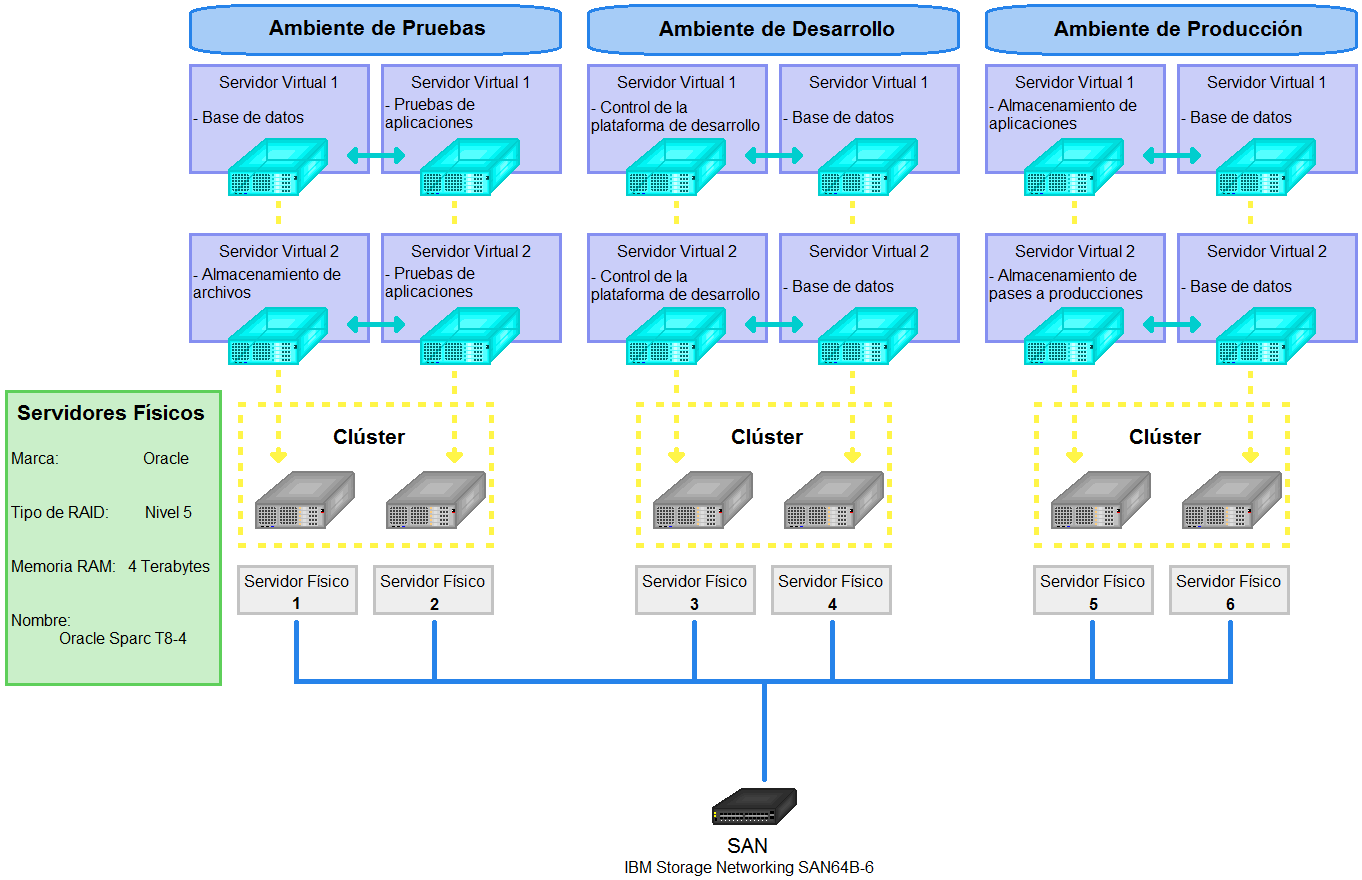 Ambiente de Pruebas
Ambiente de Desarrollo
Ambiente de Producción
Servidor Virtual 1
- Base de datos
Servidor Virtual 1
- Pruebas de
aplicaciones
Servidor Virtual 1
- Control de la
plataforma de desarrollo
Servidor Virtual 1
- Base de datos
Servidor Virtual 1
- Almacenamiento de
aplicaciones
Servidor Virtual 1
- Base de datos
Servidor Virtual 2
- Almacenamiento de
archivos
Servidor Virtual 2
- Pruebas de
aplicaciones
Servidor Virtual 2
- Control de la
plataforma de desarrollo
Servidor Virtual 2
- Base de datos
Servidor Virtual 2
- Almacenamiento de
pases a producciones
Servidor Virtual 2
- Base de datos
Servidores Físicos
Marca: Oracle
Tipo de RAID: Nivel 5
Memoria RAM: 4 Terabytes
Nombre:
Oracle Sparc T8-4
Clúster
Clúster
Clúster
Servidor Físico
1
Servidor Físico
2
Servidor Físico
3
Servidor Físico
4
Servidor Físico
5
Servidor Físico
6
SAN
IBM Storage Networking SAN64B-6